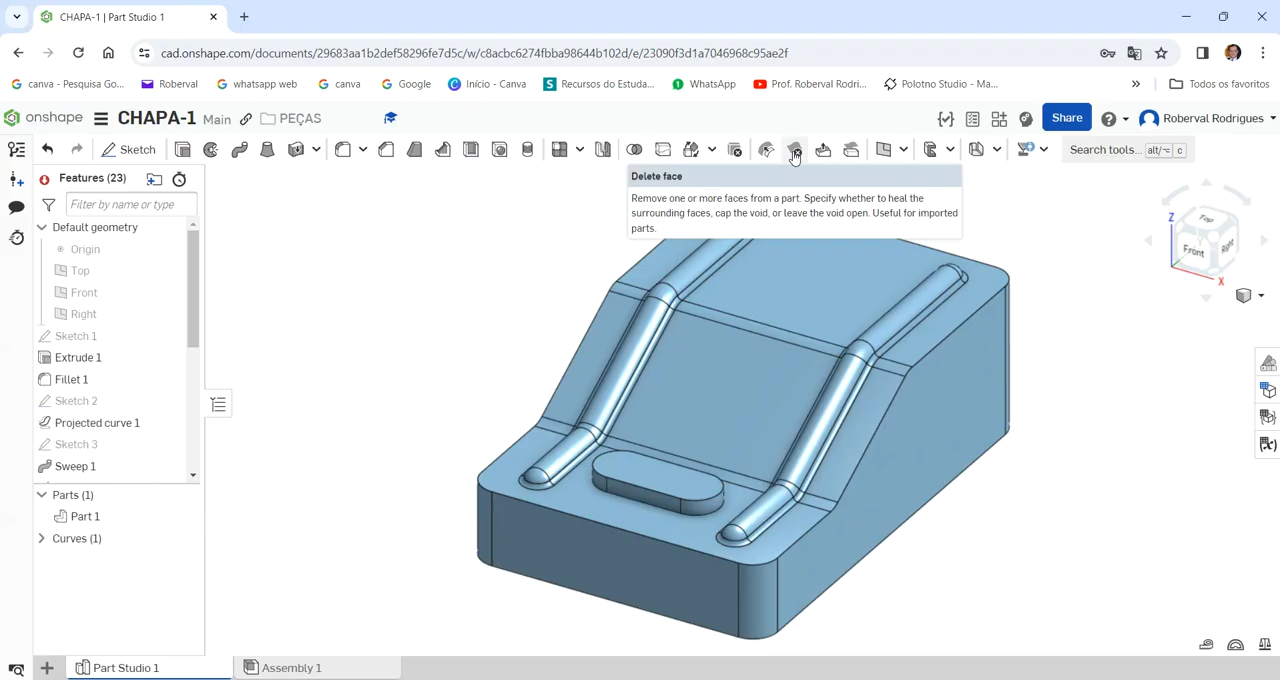 CHAPA-1 | Part Studio 1
cad.onshape.com/documents/29683aa1b2def58296fe7d5c/w/c8acbc6274fbba98644b102d/e/23090f3d1a7046968c95ae2f
canva - Pesquisa Go... Roberval whatsapp web canva Google Início - Canva Recursos do Estuda... WhatsApp Prof. Roberval Rodri... Polotno Studio - Ma... » Todos os favoritos
onshape CHAPA-1 Main PEÇAS Share Roberval Rodrigues
Sketch Search tools... alt/⌥ c
Features (23)
Filter by name or type
Default geometry
Origin
Top
Front
Right
Sketch 1
Extrude 1
Fillet 1
Sketch 2
Projected curve 1
Sketch 3
Sweep 1
Parts (1)
Part 1
Curves (1)
Delete face
Remove one or more faces from a part. Specify whether to heal the
surrounding faces, cap the void, or leave the void open. Useful for imported
parts.
Z
Top
Front Right
X
Part Studio 1 Assembly 1